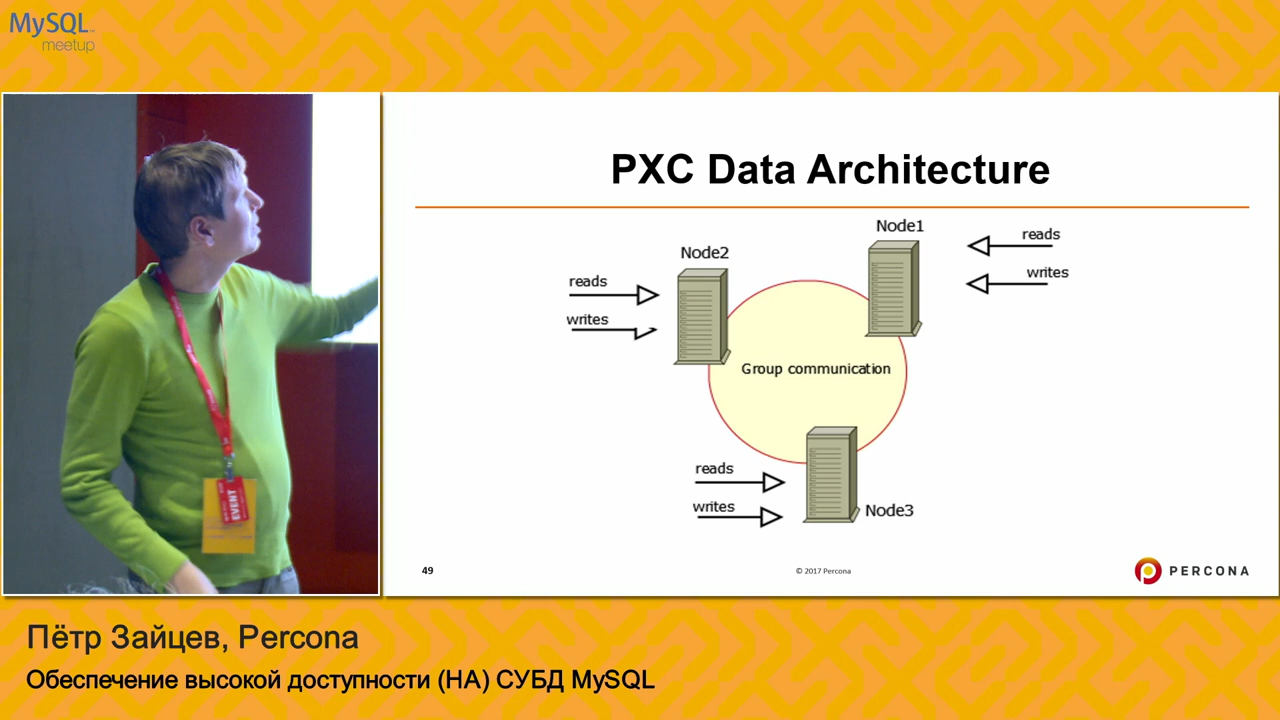 MySQL
meetup
EVENT
PXC Data Architecture
Node1
reads
writes
Node2
reads
writes
Group communication
reads
writes
Node3
49
© 2017 Percona
PERCONA
Пётр Зайцев, Percona
Обеспечение высокой доступности (HA) СУБД MySQL